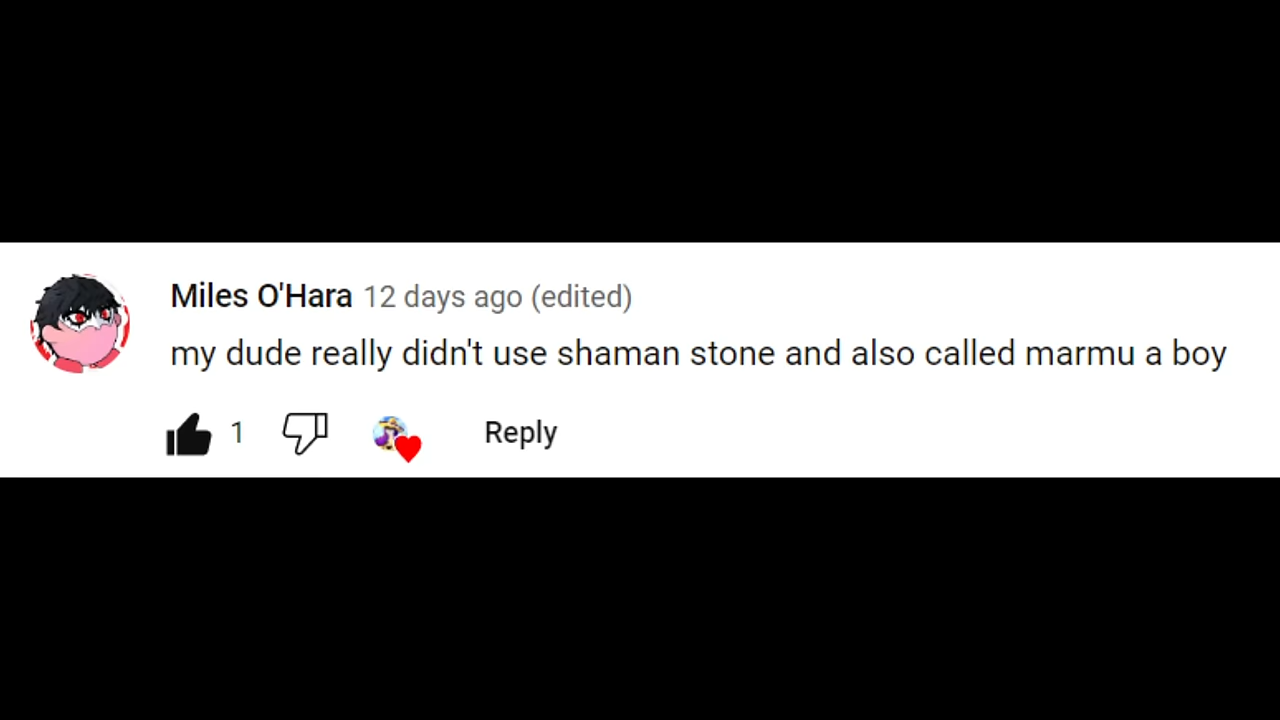 Miles O'Hara 12 days ago (edited)
my dude really didn't use shaman stone and also called marmu a boy
1 Reply